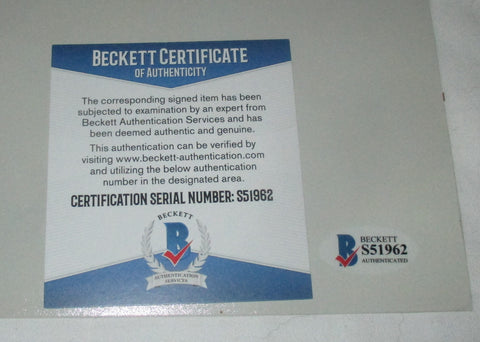 BECKETT CERTIFICATE
OF AUTHENTICITY
The corresponding signed item has been
subjected to examination by an expert from
Beckett Authentication Services and has
been deemed authentic and genuine.
This authentication can be verified by
visiting www.beckett-authentication.com
and utilizing the below authentication
number in the designated area.
CERTIFICATION SERIAL NUMBER: S51962
BECKETT
B
AUTHENTICATION
SERVICES
B
BECKETT
S51962
AUTHENTICATED